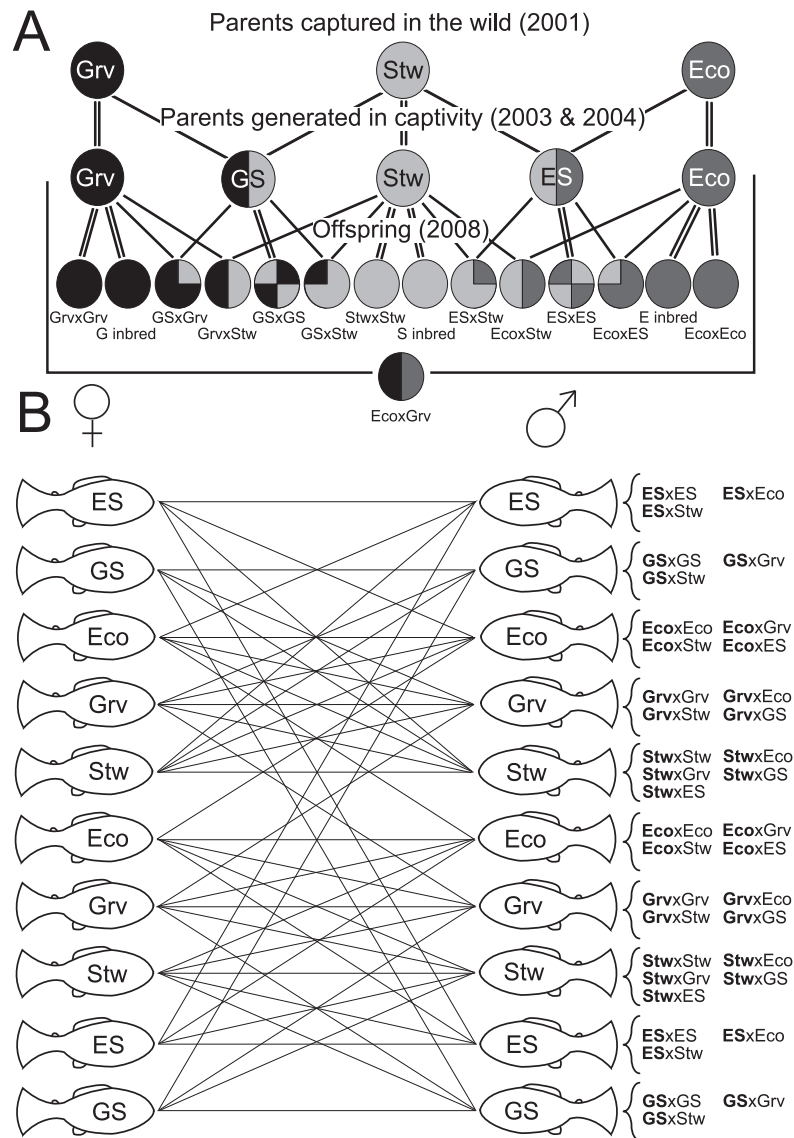 A
Parents captured in the wild (2001)
Grv
Stw
Eco
Parents generated in captivity (2003 & 2004)
Grv
GS
Stw
ES
Eco
Offspring (2008)
GrvxGrv
G inbred
GSxGrv
GrvxStw
GSxGS
GSxStw
StwxStw
S inbred
ESxStw
EcoxStw
ESxES
EcoxES
E inbred
EcoxEco
EcoxGrv
B
♀
♂
ES
ES
ESxES ESxEco
ESxStw
GS
GS
GSxGS GSxGrv
GSxStw
Eco
Eco
EcoxEco EcoxGrv
EcoxStw EcoxES
Grv
Grv
GrvxGrv GrvxEco
GrvxStw GrvxGS
Stw
Stw
StwxStw StwxEco
StwxGrv StwxGS
StwxES
Eco
Eco
EcoxEco EcoxGrv
EcoxStw EcoxES
Grv
Grv
GrvxGrv GrvxEco
GrvxStw GrvxGS
Stw
Stw
StwxStw StwxEco
StwxGrv StwxGS
StwxES
ES
ES
ESxES ESxEco
ESxStw
GS
GS
GSxGS GSxGrv
GSxStw